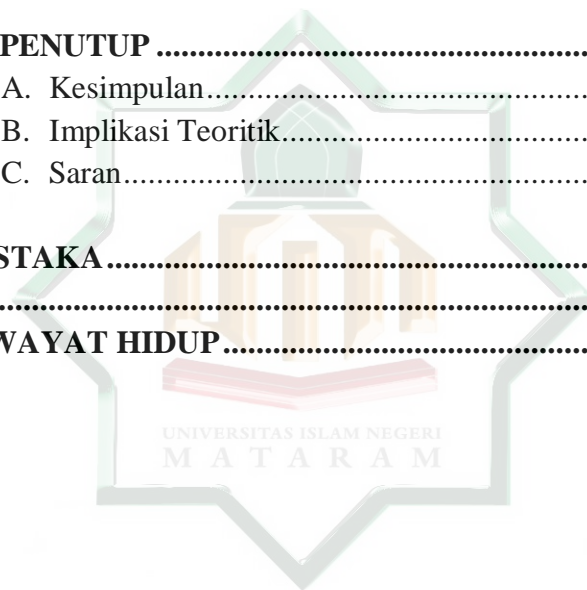 PENUTUP ..........................................................
A. Kesimpulan..................................................
B. Implikasi Teoritik........................................
C. Saran............................................................
STAKA ................................................................
.............................................................................
WAYAT HIDUP .................................................
UNIVERSITAS ISLAM NEGERI
M A T A R A M